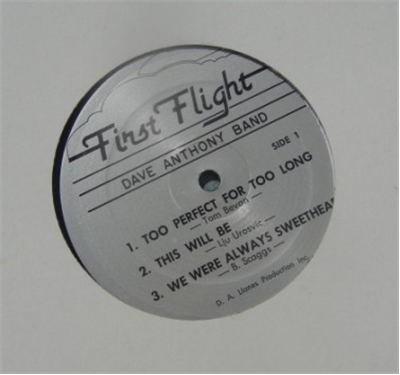 First Flight
DAVE ANTHONY BAND
SIDE 1
1. TOO PERFECT FOR TOO LONG
— Tom Bevan —
2. THIS WILL BE
— Lju Urosvic —
3. WE WERE ALWAYS SWEETHEA
— B. Scaggs —
D. A. Llanes Production Inc.